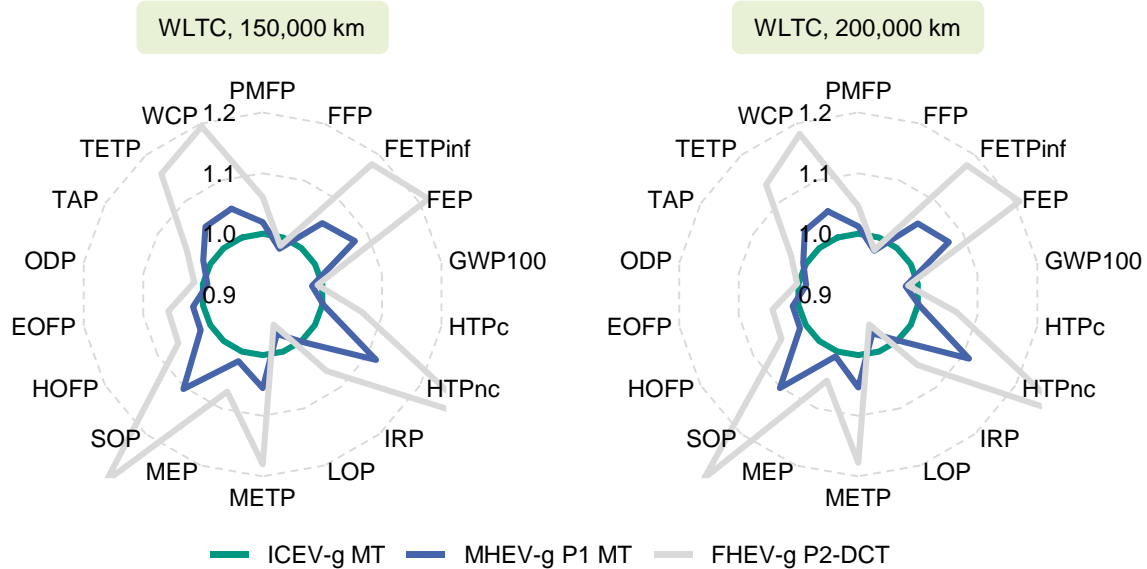 WLTC, 150,000 km
PMFP
FFP
FETPinf
FEP
GWP100
HTPc
HTPnc
IRP
LOP
METP
MEP
SOP
HOFP
EOFP
ODP
TAP
TETP
WCP
1.2
1.1
1.0
0.9
WLTC, 200,000 km
PMFP
FFP
FETPinf
FEP
GWP100
HTPc
HTPnc
IRP
LOP
METP
MEP
SOP
HOFP
EOFP
ODP
TAP
TETP
WCP
1.2
1.1
1.0
0.9
ICEV-g MT
MHEV-g P1 MT
FHEV-g P2-DCT